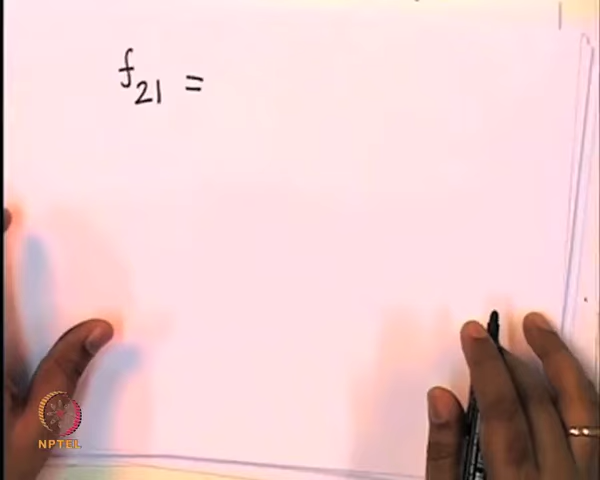 f₂₁ =
NPTEL